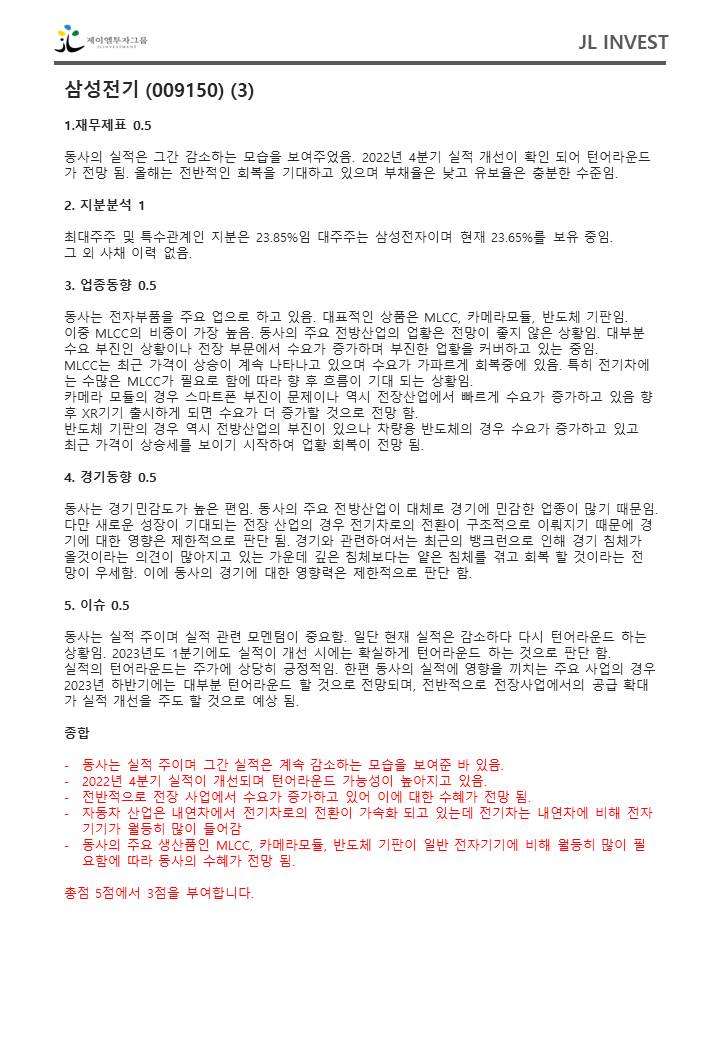 제이엠투자그룹
JLINVESTMENT
JL INVEST
삼성전기 (009150) (3)
1.재무제표 0.5
동사의 실적은 그간 감소하는 모습을 보여주었음. 2022년 4분기 실적 개선이 확인 되어 턴어라운드
가 전망 됨. 올해는 전반적인 회복을 기대하고 있으며 부채율은 낮고 유보율은 충분한 수준임.
2. 지분분석 1
최대주주 및 특수관계인 지분은 23.85%임 대주주는 삼성전자이며 현재 23.65%를 보유 중임.
그 외 사채 이력 없음.
3. 업종동향 0.5
동사는 전자부품을 주요 업으로 하고 있음. 대표적인 상품은 MLCC, 카메라모듈, 반도체 기판임.
이중 MLCC의 비중이 가장 높음. 동사의 주요 전방산업의 업황은 전망이 좋지 않은 상황임. 대부분
수요 부진인 상황이나 전장 부문에서 수요가 증가하며 부진한 업황을 커버하고 있는 중임.
MLCC는 최근 가격이 상승이 계속 나타나고 있으며 수요가 가파르게 회복중에 있음. 특히 전기차에
는 수많은 MLCC가 필요로 함에 따라 향 후 흐름이 기대 되는 상황임.
카메라 모듈의 경우 스마트폰 부진이 문제이나 역시 전장산업에서 빠르게 수요가 증가하고 있음 향
후 XR기기 출시하게 되면 수요가 더 증가할 것으로 전망 함.
반도체 기판의 경우 역시 전방산업의 부진이 있으나 차량용 반도체의 경우 수요가 증가하고 있고
최근 가격이 상승세를 보이기 시작하여 업황 회복이 전망 됨.
4. 경기동향 0.5
동사는 경기민감도가 높은 편임. 동사의 주요 전방산업이 대체로 경기에 민감한 업종이 많기 때문임.
다만 새로운 성장이 기대되는 전장 산업의 경우 전기차로의 전환이 구조적으로 이뤄지기 때문에 경
기에 대한 영향은 제한적으로 판단 됨. 경기와 관련하여서는 최근의 뱅크런으로 인해 경기 침체가
올것이라는 의견이 많아지고 있는 가운데 깊은 침체보다는 얕은 침체를 겪고 회복 할 것이라는 전
망이 우세함. 이에 동사의 경기에 대한 영향력은 제한적으로 판단 함.
5. 이슈 0.5
동사는 실적 주이며 실적 관련 모멘텀이 중요함. 일단 현재 실적은 감소하다 다시 턴어라운드 하는
상황임. 2023년도 1분기에도 실적이 개선 시에는 확실하게 턴어라운드 하는 것으로 판단 함.
실적의 턴어라운드는 주가에 상당히 긍정적임. 한편 동사의 실적에 영향을 끼치는 주요 사업의 경우
2023년 하반기에는 대부분 턴어라운드 할 것으로 전망되며, 전반적으로 전장사업에서의 공급 확대
가 실적 개선을 주도 할 것으로 예상 됨.
종합
- 동사는 실적 주이며 그간 실적은 계속 감소하는 모습을 보여준 바 있음.
- 2022년 4분기 실적이 개선되며 턴어라운드 가능성이 높아지고 있음.
- 전반적으로 전장 사업에서 수요가 증가하고 있어 이에 대한 수혜가 전망 됨.
- 자동차 산업은 내연차에서 전기차로의 전환이 가속화 되고 있는데 전기차는 내연차에 비해 전자
기기가 월등히 많이 들어감
- 동사의 주요 생산품인 MLCC, 카메라모듈, 반도체 기판이 일반 전자기기에 비해 월등히 많이 필
요함에 따라 동사의 수혜가 전망 됨.
총점 5점에서 3점을 부여합니다.